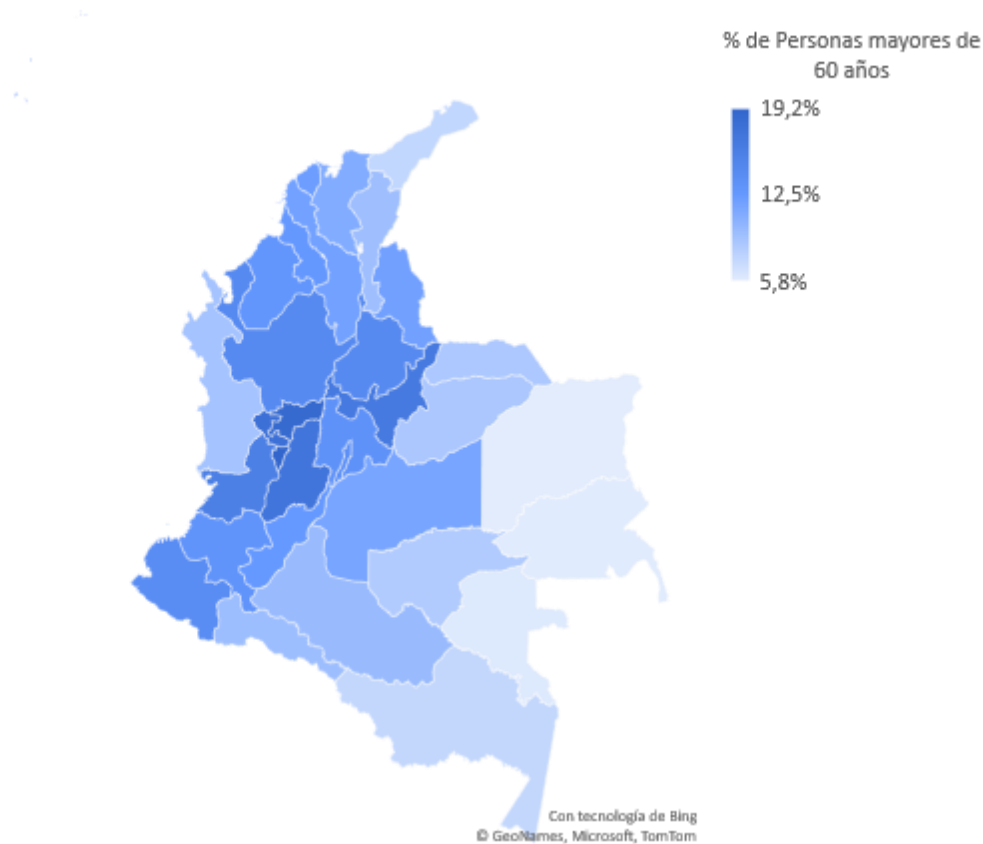 % de Personas mayores de
60 años
19,2%
12,5%
5,8%
Con tecnología de Bing
© GeoNames, Microsoft, TomTom